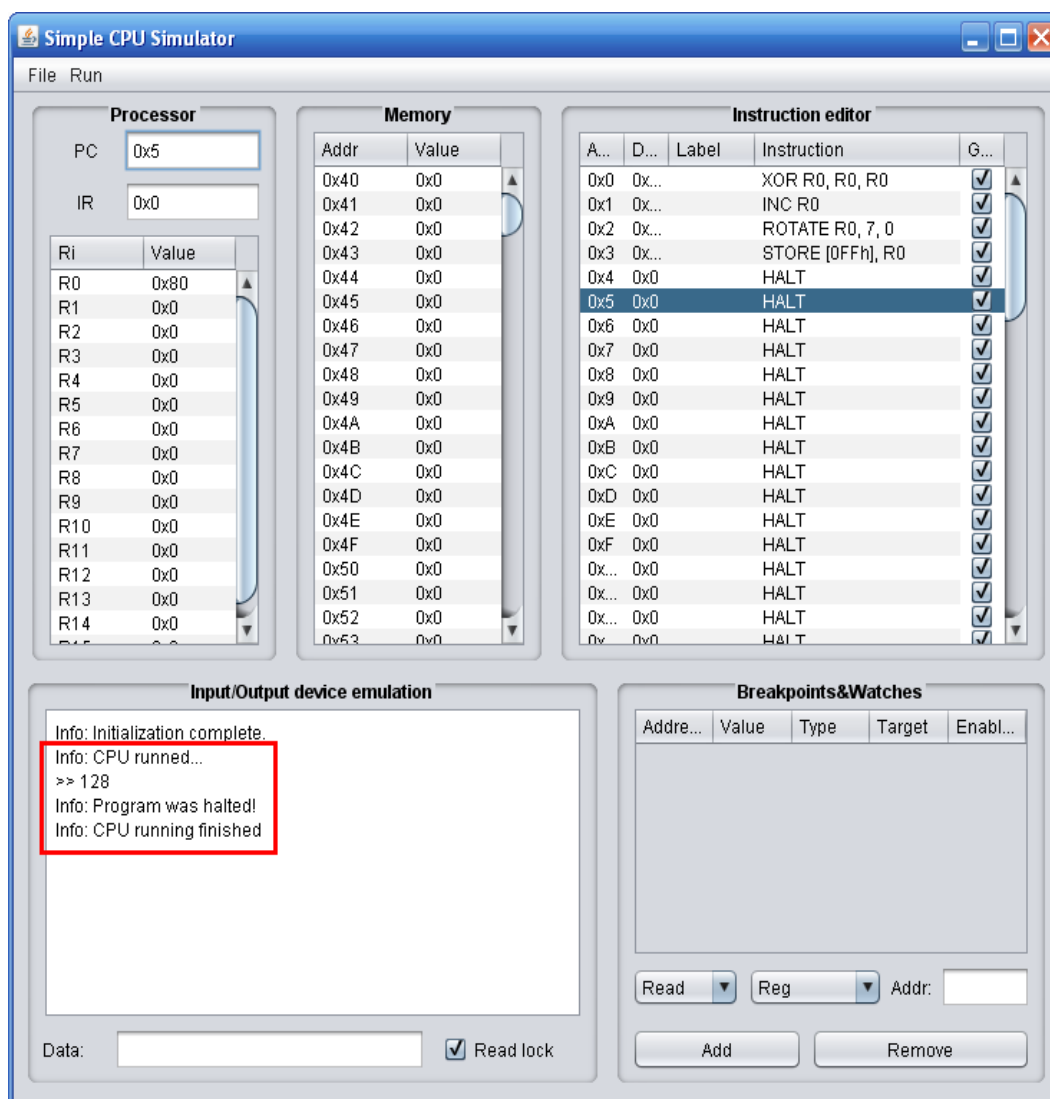 Simple CPU Simulator
File Run
Processor
PC 0x5
IR 0x0
Ri Value
R0 0x80
R1 0x0
R2 0x0
R3 0x0
R4 0x0
R5 0x0
R6 0x0
R7 0x0
R8 0x0
R9 0x0
R10 0x0
R11 0x0
R12 0x0
R13 0x0
R14 0x0
Memory
Addr Value
0x40 0x0
0x41 0x0
0x42 0x0
0x43 0x0
0x44 0x0
0x45 0x0
0x46 0x0
0x47 0x0
0x48 0x0
0x49 0x0
0x4A 0x0
0x4B 0x0
0x4C 0x0
0x4D 0x0
0x4E 0x0
0x4F 0x0
0x50 0x0
0x51 0x0
0x52 0x0
0x53 0x0
Instruction editor
A... D... Label Instruction G...
0x0 0x... XOR R0, R0, R0
0x1 0x... INC R0
0x2 0x... ROTATE R0, 7, 0
0x3 0x... STORE [0FFh], R0
0x4 0x0 HALT
0x5 0x0 HALT
0x6 0x0 HALT
0x7 0x0 HALT
0x8 0x0 HALT
0x9 0x0 HALT
0xA 0x0 HALT
0xB 0x0 HALT
0xC 0x0 HALT
0xD 0x0 HALT
0xE 0x0 HALT
0xF 0x0 HALT
0x... 0x0 HALT
0x... 0x0 HALT
0x... 0x0 HALT
0x... 0x0 HALT
Input/Output device emulation
Info: Initialization complete.
Info: CPU runned...
>> 128
Info: Program was halted!
Info: CPU running finished
Data: Read lock
Breakpoints&Watches
Addre... Value Type Target Enabl...
Read Reg Addr:
Add Remove